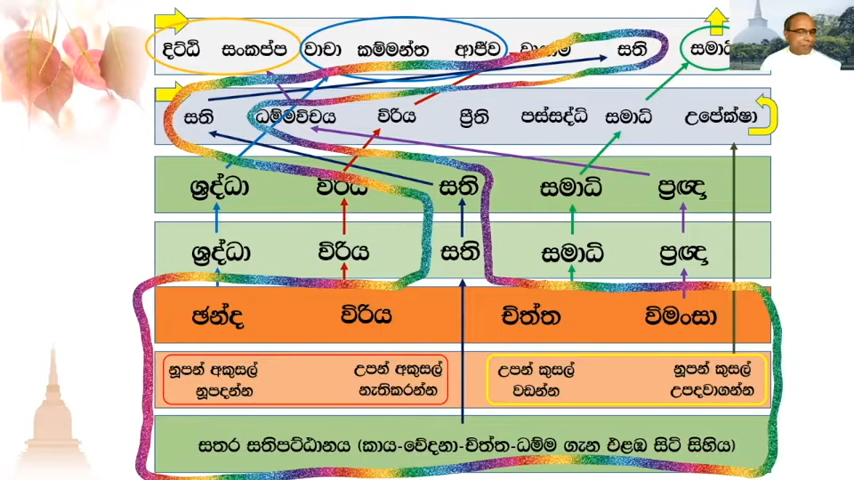 දිට්ඨි සංකප්ප වාචා කම්මන්ත ආජීව සති
සති ධම්මවිචය විරිය ප්‍රීති පස්සද්ධි සමාධි උපේක්ෂා
ශ්‍රද්ධා විරිය සති සමාධි ප්‍රඥා
ශ්‍රද්ධා විරිය සති සමාධි ප්‍රඥා
ඡන්ද විරිය චිත්ත විමංසා
නූපන් අකුසල් උපන් අකුසල් උපන් කුසල් නූපන් කුසල්
නූපදන්න නැතිකරන්න වඩන්න උපදවාගන්න
සතර සතිපට්ඨානය (කාය-වේදනා-චිත්ත-ධම්ම ගැන එළඹ සිටි සිහිය)